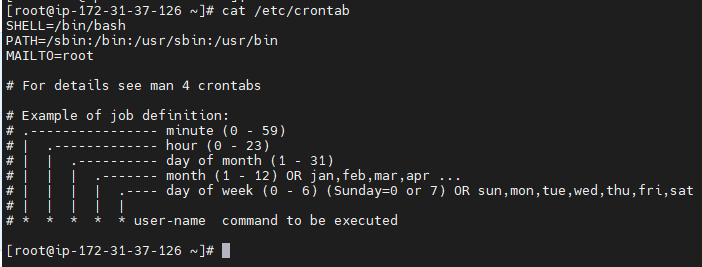 [root@ip-172-31-37-126 ~]# cat /etc/crontab
SHELL=/bin/bash
PATH=/sbin:/bin:/usr/sbin:/usr/bin
MAILTO=root

# For details see man 4 crontabs

# Example of job definition:
# .---------------- minute (0 - 59)
# |  .------------- hour (0 - 23)
# |  |  .---------- day of month (1 - 31)
# |  |  |  .------- month (1 - 12) OR jan,feb,mar,apr ...
# |  |  |  |  .---- day of week (0 - 6) (Sunday=0 or 7) OR sun,mon,tue,wed,thu,fri,sat
# |  |  |  |  |
# *  *  *  *  * user-name  command to be executed

[root@ip-172-31-37-126 ~]#